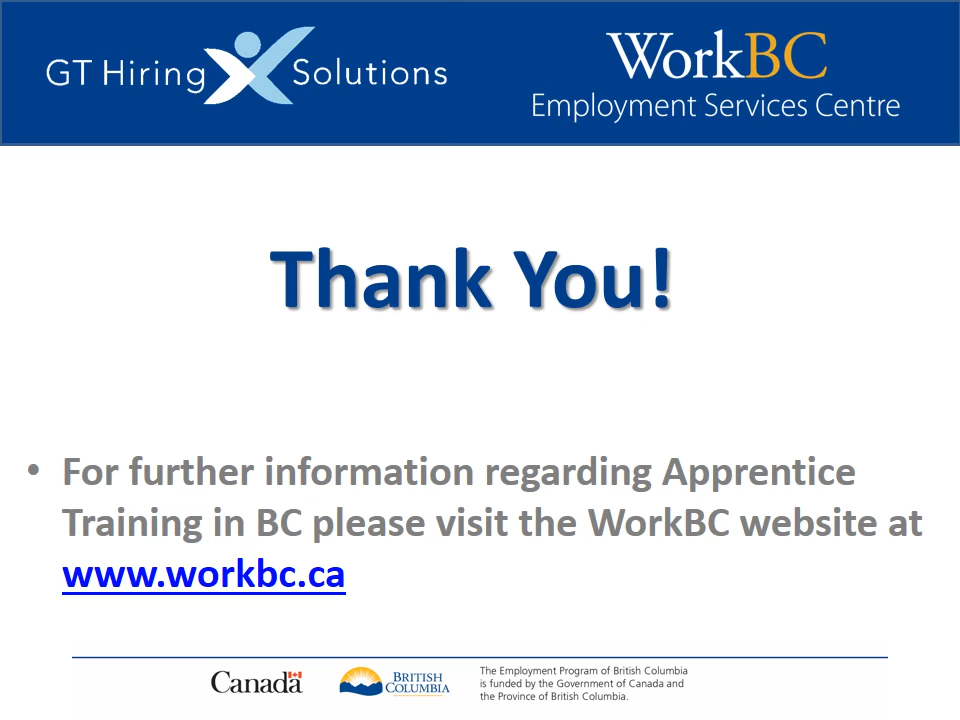 GT Hiring Solutions
WorkBC
Employment Services Centre
Thank You!
• For further information regarding Apprentice
Training in BC please visit the WorkBC website at
www.workbc.ca
Canada
BRITISH
COLUMBIA
The Employment Program of British Columbia
is funded by the Government of Canada and
the Province of British Columbia.